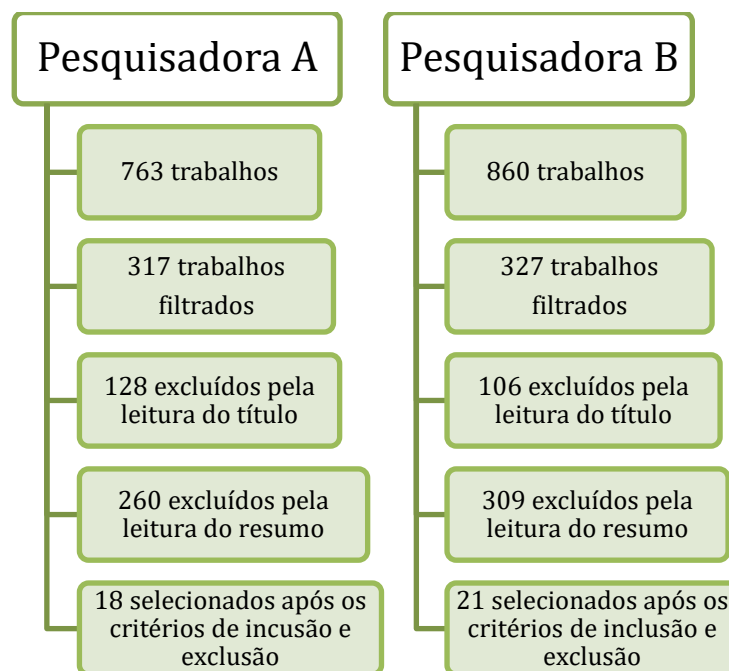 Pesquisadora A
763 trabalhos
317 trabalhos
filtrados
128 excluídos pela
leitura do título
260 excluídos pela
leitura do resumo
18 selecionados após os
critérios de incusão e
exclusão
Pesquisadora B
860 trabalhos
327 trabalhos
filtrados
106 excluídos pela
leitura do título
309 excluídos pela
leitura do resumo
21 selecionados após os
critérios de inclusão e
exclusão